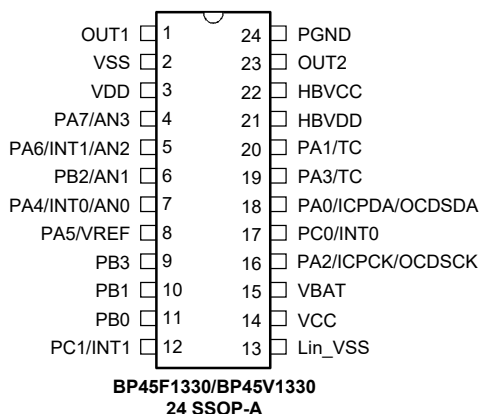 OUT1 1 24 PGND
VSS 2 23 OUT2
VDD 3 22 HBVCC
PA7/AN3 4 21 HBVDD
PA6/INT1/AN2 5 20 PA1/TC
PB2/AN1 6 19 PA3/TC
PA4/INT0/AN0 7 18 PA0/ICPDA/OCDSDA
PA5/VREF 8 17 PC0/INT0
PB3 9 16 PA2/ICPCK/OCDSCK
PB1 10 15 VBAT
PB0 11 14 VCC
PC1/INT1 12 13 Lin_VSS
BP45F1330/BP45V1330
24 SSOP-A